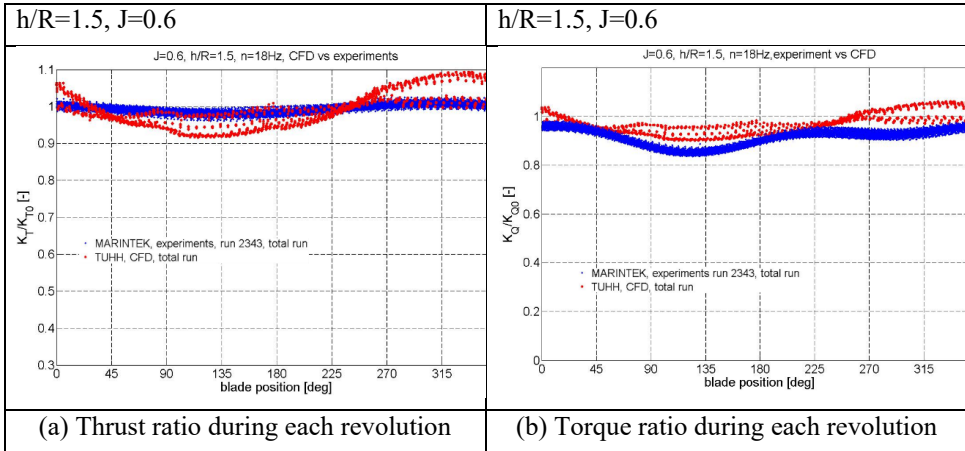 h/R=1.5, J=0.6
h/R=1.5, J=0.6
J=0.6, h/R=1.5, n=18Hz, CFD vs experiments
1.1
1
0.9
0.8
0.7
0.6
0.5
0.4
0.3
K_T/K_T0 [-]
MARINTEK, experiments, run 2343, total run
TUHH, CFD, total run
0 45 90 135 180 225 270 315
blade position [deg]
J=0.6, h/R=1.5, n=18Hz,experiment vs CFD
1
0.8
0.6
0.4
0.2
0
K_Q/K_Q0 [-]
MARINTEK, experiments run 2343, total run
TUHH, CFD, total run
0 45 90 135 180 225 270 315
blade position [deg]
(a) Thrust ratio during each revolution
(b) Torque ratio during each revolution